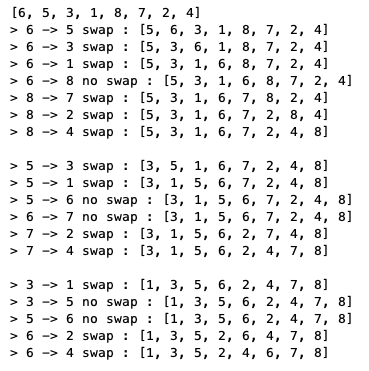 [6, 5, 3, 1, 8, 7, 2, 4]
> 6 -> 5 swap : [5, 6, 3, 1, 8, 7, 2, 4]
> 6 -> 3 swap : [5, 3, 6, 1, 8, 7, 2, 4]
> 6 -> 1 swap : [5, 3, 1, 6, 8, 7, 2, 4]
> 6 -> 8 no swap : [5, 3, 1, 6, 8, 7, 2, 4]
> 8 -> 7 swap : [5, 3, 1, 6, 7, 8, 2, 4]
> 8 -> 2 swap : [5, 3, 1, 6, 7, 2, 8, 4]
> 8 -> 4 swap : [5, 3, 1, 6, 7, 2, 4, 8]

> 5 -> 3 swap : [3, 5, 1, 6, 7, 2, 4, 8]
> 5 -> 1 swap : [3, 1, 5, 6, 7, 2, 4, 8]
> 5 -> 6 no swap : [3, 1, 5, 6, 7, 2, 4, 8]
> 6 -> 7 no swap : [3, 1, 5, 6, 7, 2, 4, 8]
> 7 -> 2 swap : [3, 1, 5, 6, 2, 7, 4, 8]
> 7 -> 4 swap : [3, 1, 5, 6, 2, 4, 7, 8]

> 3 -> 1 swap : [1, 3, 5, 6, 2, 4, 7, 8]
> 3 -> 5 no swap : [1, 3, 5, 6, 2, 4, 7, 8]
> 5 -> 6 no swap : [1, 3, 5, 6, 2, 4, 7, 8]
> 6 -> 2 swap : [1, 3, 5, 2, 6, 4, 7, 8]
> 6 -> 4 swap : [1, 3, 5, 2, 4, 6, 7, 8]